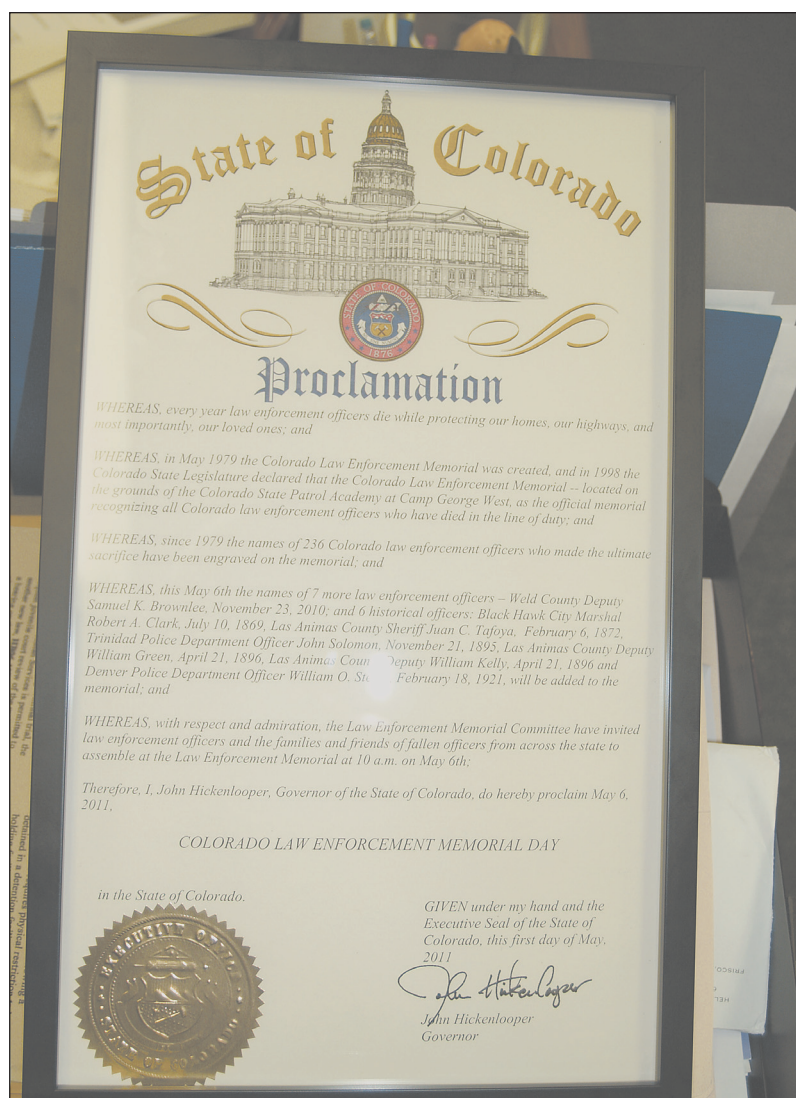 State of Colorado
STATE OF COLORADO
1876
Proclamation
WHEREAS, every year law enforcement officers die while protecting our homes, our highways, and
most importantly, our loved ones; and
WHEREAS, in May 1979 the Colorado Law Enforcement Memorial was created, and in 1998 the
Colorado State Legislature declared that the Colorado Law Enforcement Memorial -- located on
the grounds of the Colorado State Patrol Academy at Camp George West, as the official memorial
recognizing all Colorado law enforcement officers who have died in the line of duty; and
WHEREAS, since 1979 the names of 236 Colorado law enforcement officers who made the ultimate
sacrifice have been engraved on the memorial; and
WHEREAS, this May 6th the names of 7 more law enforcement officers – Weld County Deputy
Samuel K. Brownlee, November 23, 2010; and 6 historical officers: Black Hawk City Marshal
Robert A. Clark, July 10, 1869, Las Animas County Sheriff Juan C. Tafoya, February 6, 1872,
Trinidad Police Department Officer John Solomon, November 21, 1895, Las Animas County Deputy
William Green, April 21, 1896, Las Animas County Deputy William Kelly, April 21, 1896 and
Denver Police Department Officer William O. February 18, 1921, will be added to the
memorial; and
WHEREAS, with respect and admiration, the Law Enforcement Memorial Committee have invited
law enforcement officers and the families and friends of fallen officers from across the state to
assemble at the Law Enforcement Memorial at 10 a.m. on May 6th;
Therefore, I, John Hickenlooper, Governor of the State of Colorado, do hereby proclaim May 6,
2011,
COLORADO LAW ENFORCEMENT MEMORIAL DAY
in the State of Colorado.
GIVEN under my hand and the
Executive Seal of the State of
Colorado, this first day of May,
2011
John Hickenlooper
John Hickenlooper
Governor
EXECUTIVE OFFICE
STATE OF COLORADO
FRISCO,